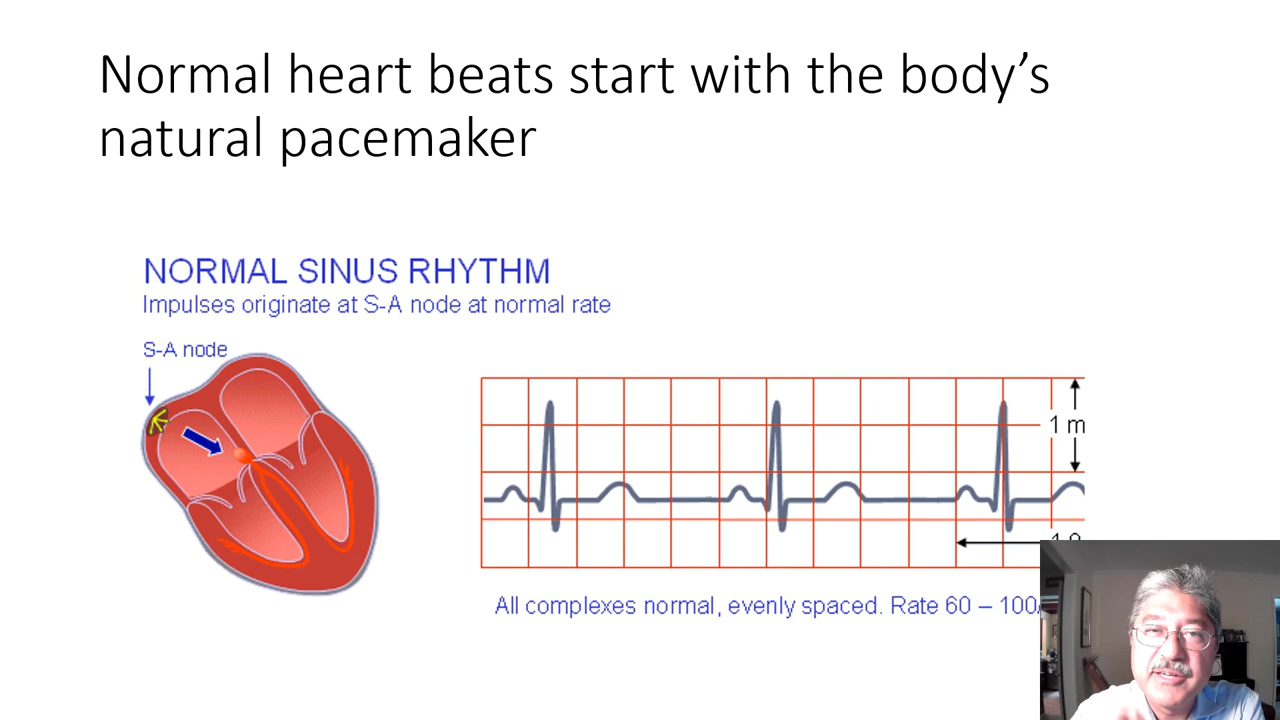 Normal heart beats start with the body’s
natural pacemaker
NORMAL SINUS RHYTHM
Impulses originate at S-A node at normal rate
S-A node
1 m
All complexes normal, evenly spaced. Rate 60 – 100